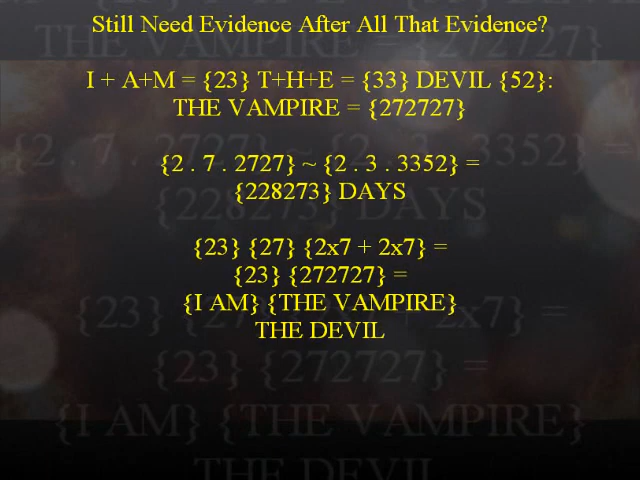 Still Need Evidence After All That Evidence?
I + A+M = {23} T+H+E = {33} DEVIL {52}:
THE VAMPIRE = {272727}
{2 . 7 . 2727} ~ {2 . 3 . 3352} =
{228273} DAYS
{23} {27} {2x7 + 2x7} =
{23} {272727} =
{I AM} {THE VAMPIRE}
THE DEVIL